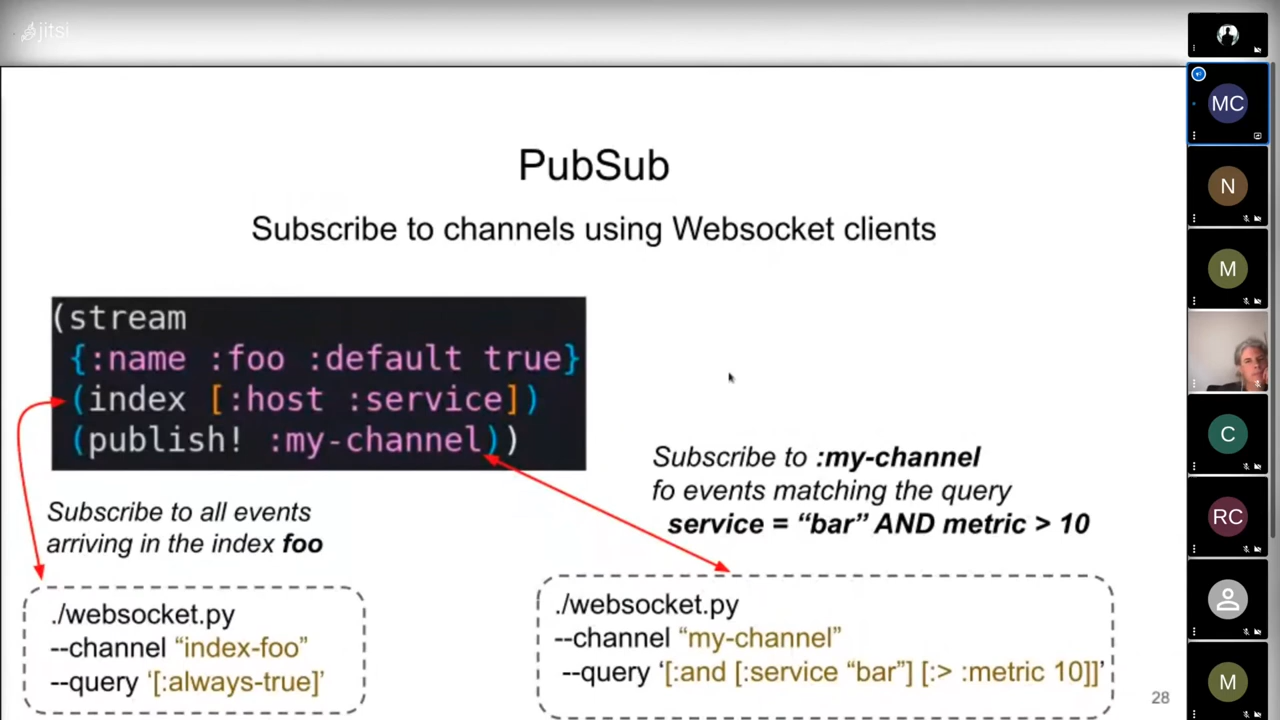 jitsi
PubSub
Subscribe to channels using Websocket clients
(stream
{:name :foo :default true}
(index [:host :service])
(publish! :my-channel))
Subscribe to all events
arriving in the index foo
./websocket.py
--channel “index-foo”
--query ‘[:always-true]’
Subscribe to :my-channel
fo events matching the query
service = “bar” AND metric > 10
./websocket.py
--channel “my-channel”
--query ‘[:and [:service “bar”] [:> :metric 10]]’
28
MC
N
M
C
RC
M